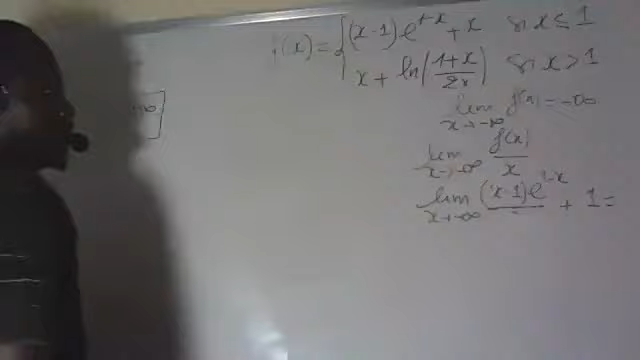 f(x) = { (x-1)e^{1-x} + x si x ≤ 1
x + ln((1+x)/(2x)) si x > 1
lim x→-∞ f(x) = -∞
lim x→-∞ f(x)/x
lim x→-∞ (x-1)e^{1-x} + 1 =